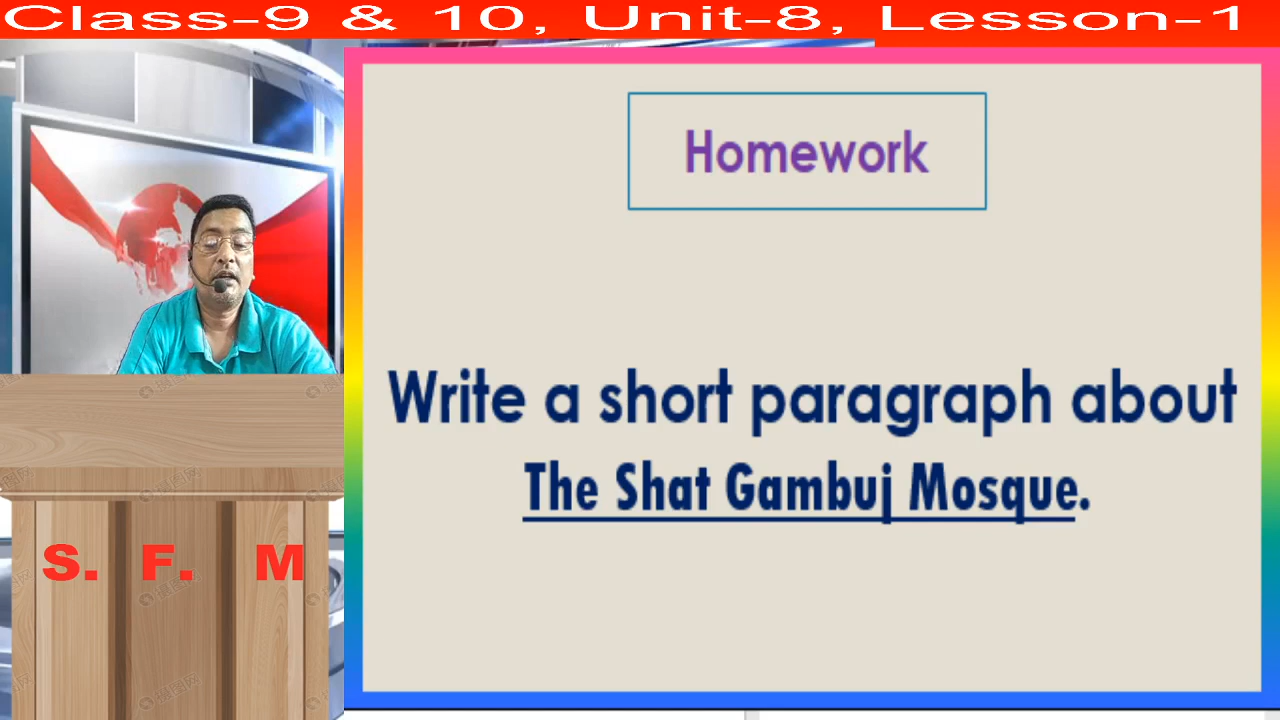 Class-9 & 10, Unit-8, Lesson-1
Homework
Write a short paragraph about
The Shat Gambuj Mosque.
S. F. M